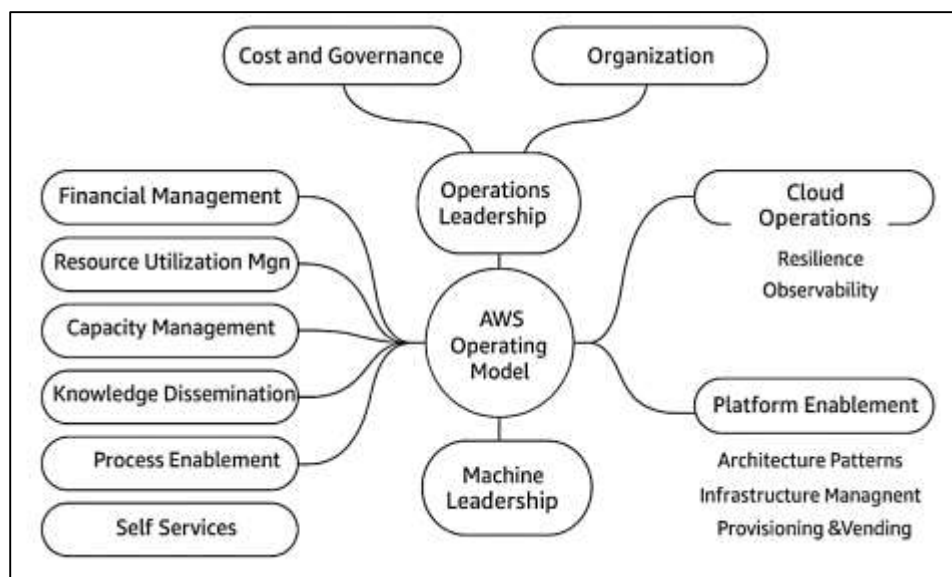 Cost and Governance
Organization
Operations
Leadership
Financial Management
Resource Utilization Mgn
Capacity Management
Knowledge Dissemination
Process Enablement
Self Services
AWS
Operating
Model
Machine
Leadership
Cloud
Operations
Resilience
Observability
Platform Enablement
Architecture Patterns
Infrastructure Managnent
Provisioning &Vending